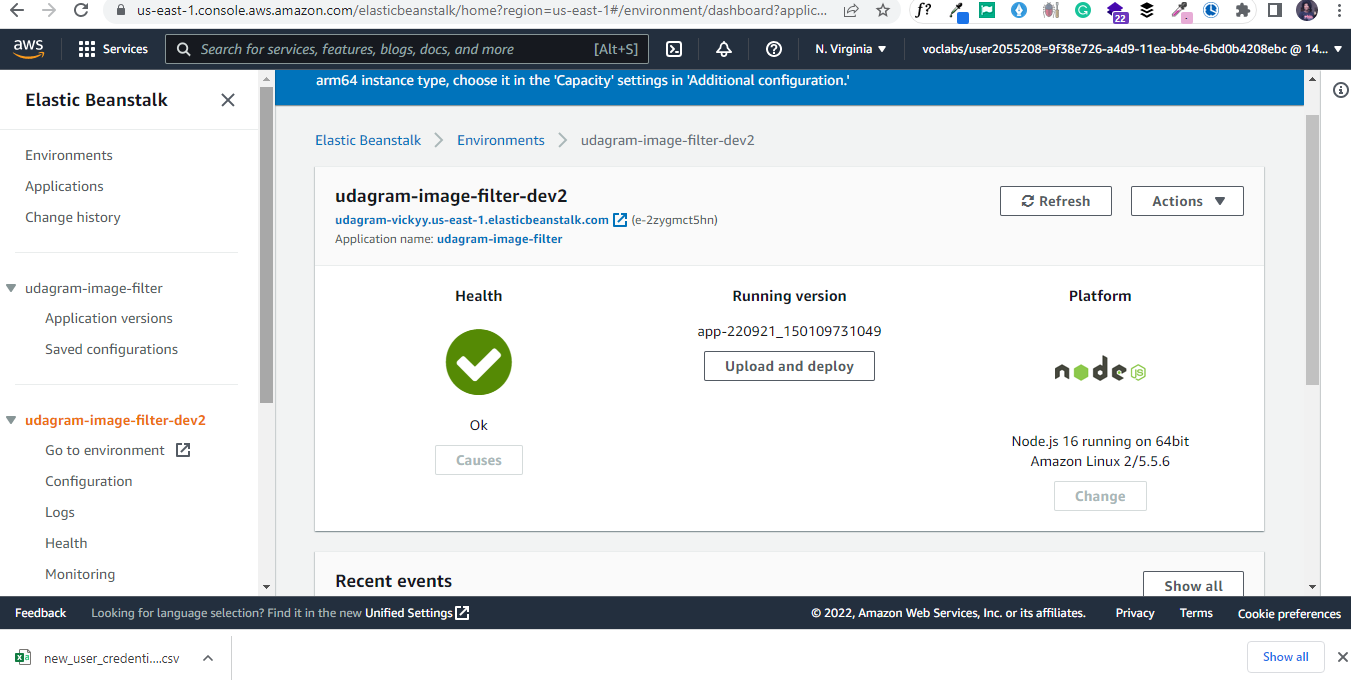 us-east-1.console.aws.amazon.com/elasticbeanstalk/home?region=us-east-1#/environment/dashboard?applic...
f?
22
aws
Services
Search for services, features, blogs, docs, and more
[Alt+S]
N. Virginia
voclabs/user2055208=9f38e726-a4d9-11ea-bb4e-6bd0b4208ebc @ 14...
Elastic Beanstalk
Environments
Applications
Change history
udagram-image-filter
Application versions
Saved configurations
udagram-image-filter-dev2
Go to environment
Configuration
Logs
Health
Monitoring
arm64 instance type, choose it in the 'Capacity' settings in 'Additional configuration.'
Elastic Beanstalk
Environments
udagram-image-filter-dev2
udagram-image-filter-dev2
udagram-vickyy.us-east-1.elasticbeanstalk.com (e-2zygmct5hn)
Application name: udagram-image-filter
Refresh
Actions
Health
Ok
Causes
Running version
app-220921_150109731049
Upload and deploy
Platform
node
JS
Node.js 16 running on 64bit
Amazon Linux 2/5.5.6
Change
Recent events
Show all
Feedback
Looking for language selection? Find it in the new Unified Settings
© 2022, Amazon Web Services, Inc. or its affiliates.
Privacy
Terms
Cookie preferences
new_user_credenti....csv
Show all